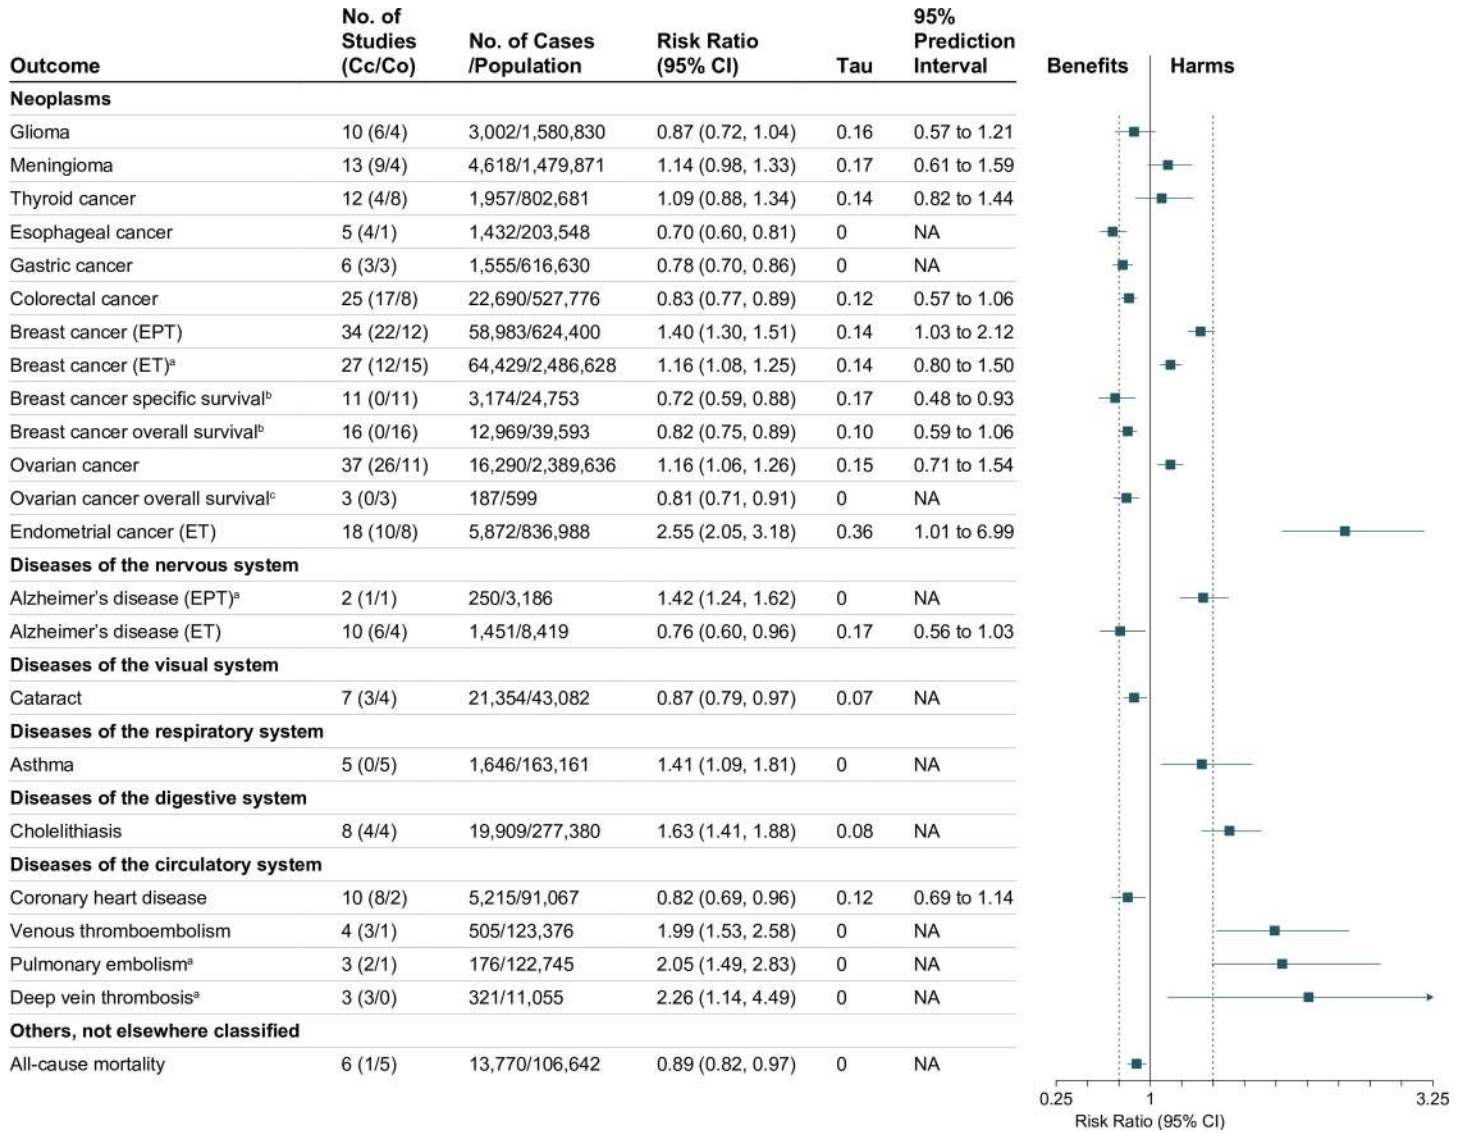 Outcome No. of Studies (Cc/Co) No. of Cases /Population Risk Ratio (95% CI) Tau 95% Prediction Interval Benefits Harms
Neoplasms
Glioma 10 (6/4) 3,002/1,580,830 0.87 (0.72, 1.04) 0.16 0.57 to 1.21
Meningioma 13 (9/4) 4,618/1,479,871 1.14 (0.98, 1.33) 0.17 0.61 to 1.59
Thyroid cancer 12 (4/8) 1,957/802,681 1.09 (0.88, 1.34) 0.14 0.82 to 1.44
Esophageal cancer 5 (4/1) 1,432/203,548 0.70 (0.60, 0.81) 0 NA
Gastric cancer 6 (3/3) 1,555/616,630 0.78 (0.70, 0.86) 0 NA
Colorectal cancer 25 (17/8) 22,690/527,776 0.83 (0.77, 0.89) 0.12 0.57 to 1.06
Breast cancer (EPT) 34 (22/12) 58,983/624,400 1.40 (1.30, 1.51) 0.14 1.03 to 2.12
Breast cancer (ET)ᵃ 27 (12/15) 64,429/2,486,628 1.16 (1.08, 1.25) 0.14 0.80 to 1.50
Breast cancer specific survivalᵇ 11 (0/11) 3,174/24,753 0.72 (0.59, 0.88) 0.17 0.48 to 0.93
Breast cancer overall survivalᵇ 16 (0/16) 12,969/39,593 0.82 (0.75, 0.89) 0.10 0.59 to 1.06
Ovarian cancer 37 (26/11) 16,290/2,389,636 1.16 (1.06, 1.26) 0.15 0.71 to 1.54
Ovarian cancer overall survivalᶜ 3 (0/3) 187/599 0.81 (0.71, 0.91) 0 NA
Endometrial cancer (ET) 18 (10/8) 5,872/836,988 2.55 (2.05, 3.18) 0.36 1.01 to 6.99
Diseases of the nervous system
Alzheimer's disease (EPT)ᵃ 2 (1/1) 250/3,186 1.42 (1.24, 1.62) 0 NA
Alzheimer's disease (ET) 10 (6/4) 1,451/8,419 0.76 (0.60, 0.96) 0.17 0.56 to 1.03
Diseases of the visual system
Cataract 7 (3/4) 21,354/43,082 0.87 (0.79, 0.97) 0.07 NA
Diseases of the respiratory system
Asthma 5 (0/5) 1,646/163,161 1.41 (1.09, 1.81) 0 NA
Diseases of the digestive system
Cholelithiasis 8 (4/4) 19,909/277,380 1.63 (1.41, 1.88) 0.08 NA
Diseases of the circulatory system
Coronary heart disease 10 (8/2) 5,215/91,067 0.82 (0.69, 0.96) 0.12 0.69 to 1.14
Venous thromboembolism 4 (3/1) 505/123,376 1.99 (1.53, 2.58) 0 NA
Pulmonary embolismᵃ 3 (2/1) 176/122,745 2.05 (1.49, 2.83) 0 NA
Deep vein thrombosisᵃ 3 (3/0) 321/11,055 2.26 (1.14, 4.49) 0 NA
Others, not elsewhere classified
All-cause mortality 6 (1/5) 13,770/106,642 0.89 (0.82, 0.97) 0 NA
0.25 1 3.25
Risk Ratio (95% CI)